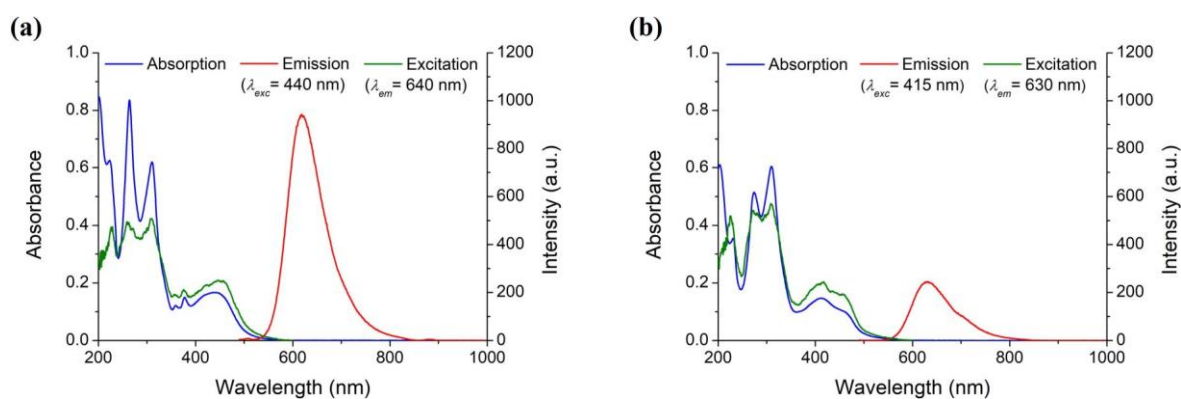 (a)
Absorption Emission Excitation
(λexc= 440 nm) (λem= 640 nm)
1.0
0.8
0.6
0.4
0.2
0.0
Absorbance
1200
1000
800
600
400
200
0
Intensity (a.u.)
200 400 600 800 1000
Wavelength (nm)
(b)
Absorption Emission Excitation
(λexc= 415 nm) (λem= 630 nm)
1.0
0.8
0.6
0.4
0.2
0.0
Absorbance
1200
1000
800
600
400
200
0
Intensity (a.u.)
200 400 600 800 1000
Wavelength (nm)